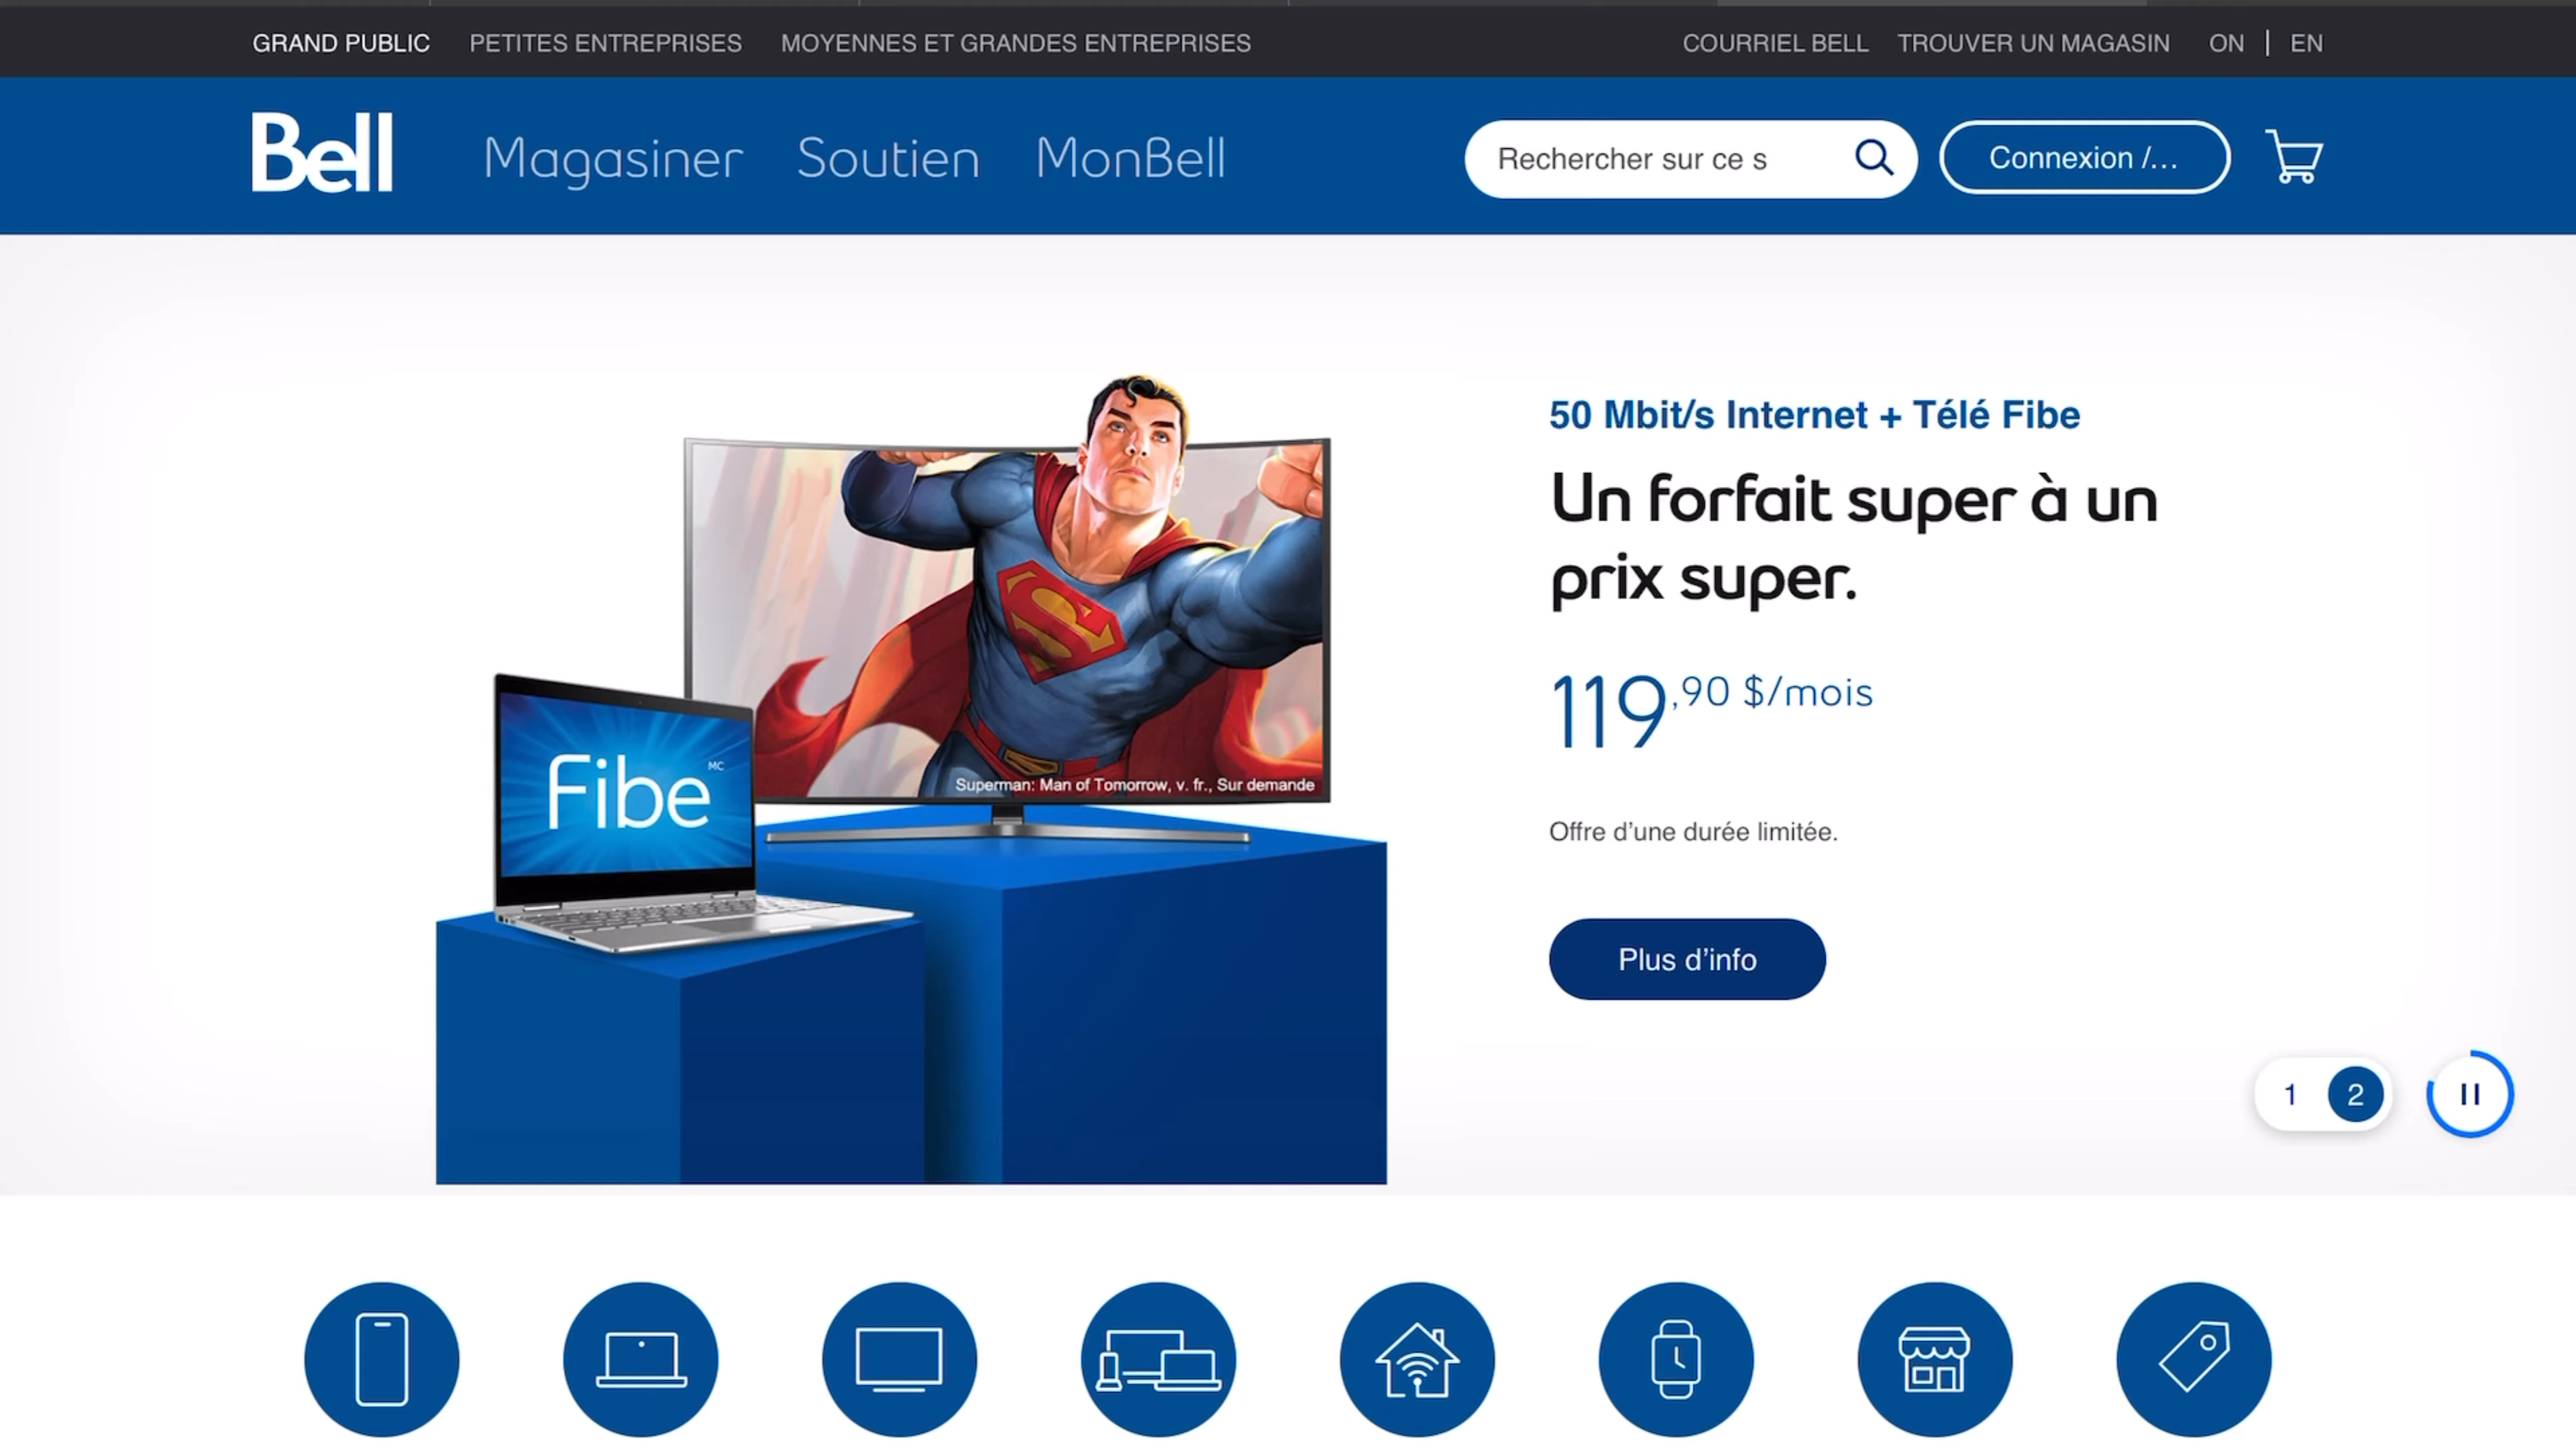 GRAND PUBLIC PETITES ENTREPRISES MOYENNES ET GRANDES ENTREPRISES COURRIEL BELL TROUVER UN MAGASIN ON | EN
Bell Magasiner Soutien MonBell Rechercher sur ce s Connexion /...
50 Mbit/s Internet + Télé Fibe
Un forfait super à un
prix super.
119,90 $/mois
Offre d’une durée limitée.
Plus d’info
S
Superman: Man of Tomorrow, v. fr., Sur demande
Fibe MC
1 2